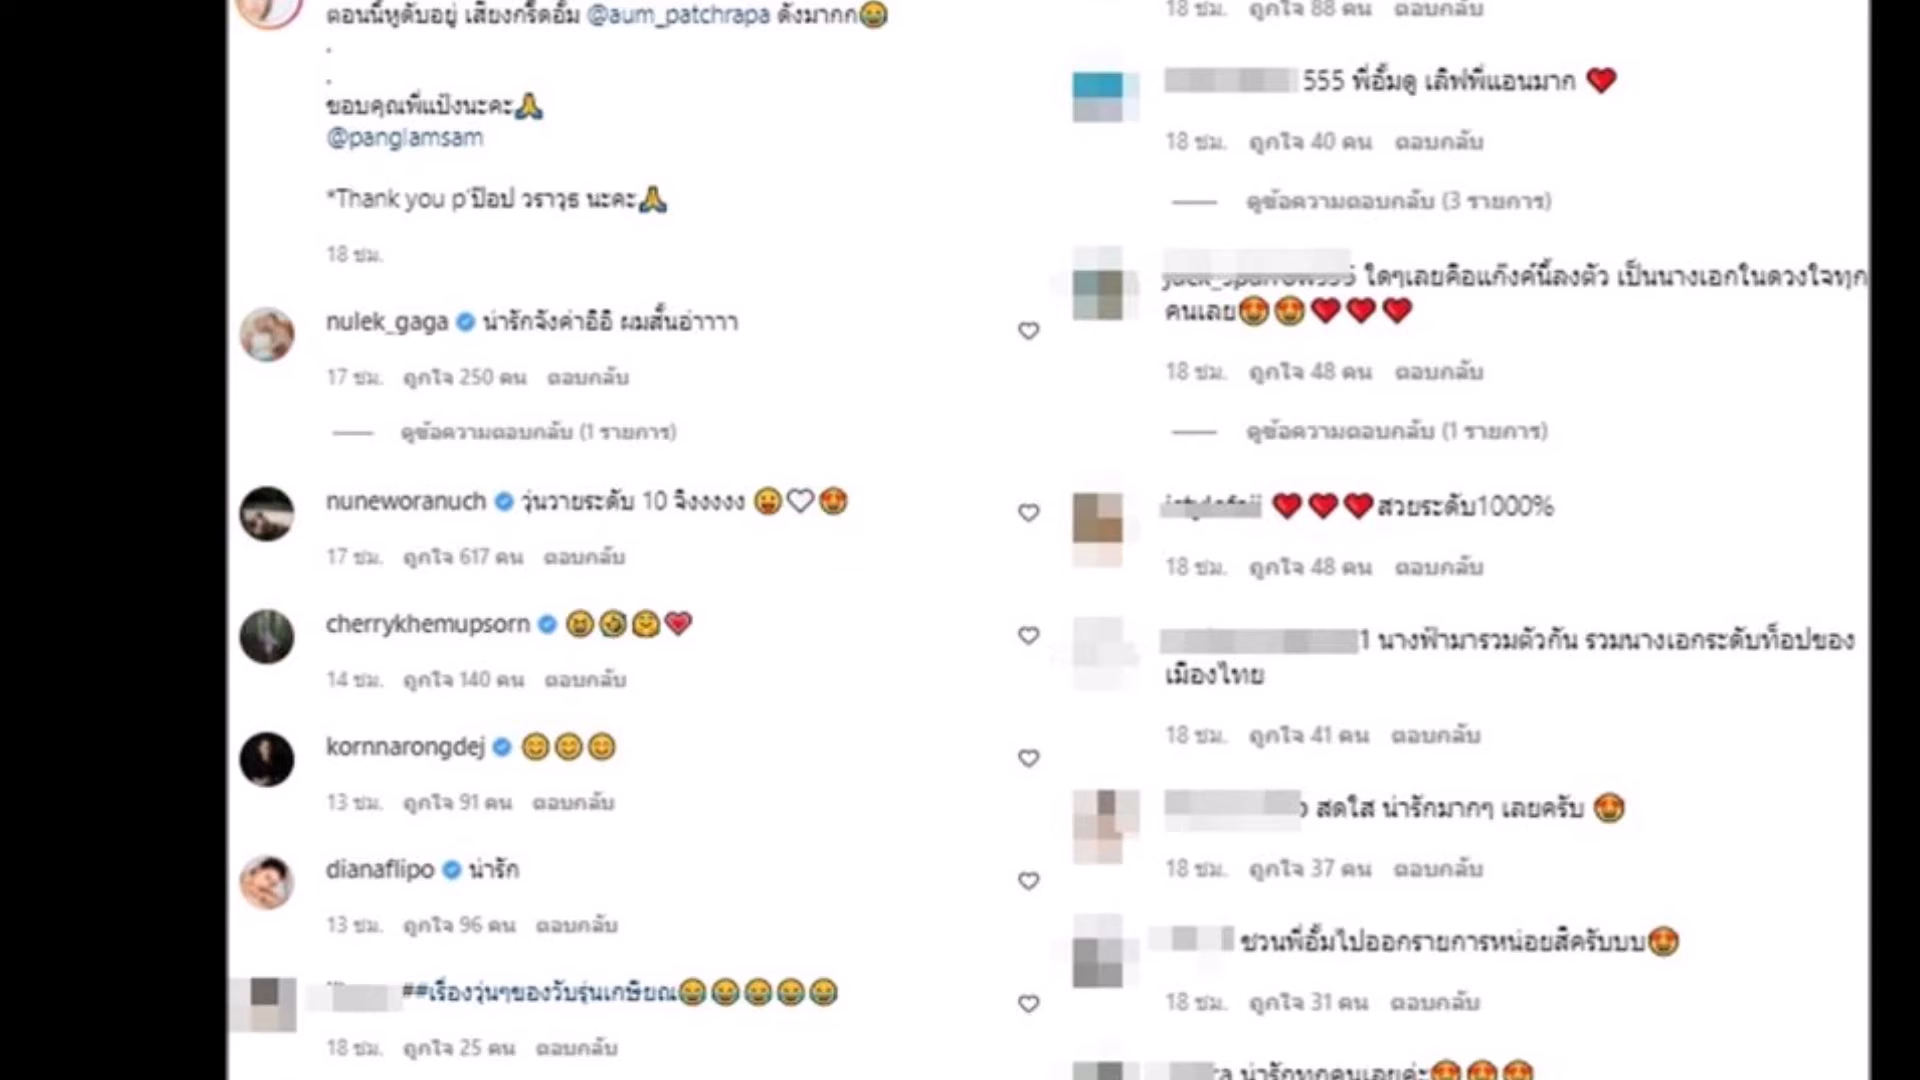 ตอนนี้หูดับอยู่ เสียงกรี๊ดอั้ม @aum_patchrapa ดังมากก😂
.
.
ขอบคุณพี่แป้งนะคะ🙏
@panglamsam
*Thank you p'ป๊อป วราวุธ นะคะ🙏
18 ชม.
nulek_gaga น่ารักจังค่าอิอิ ผมสั้นอ่าาาา
17 ชม. ถูกใจ 250 คน ตอบกลับ
ดูข้อความตอบกลับ (1 รายการ)
nuneworanuch วุ่นวายระดับ 10 จิงงงงง 😛🤍😍
17 ชม. ถูกใจ 617 คน ตอบกลับ
cherrykhemupsorn 😆🤣🤗💗
14 ชม. ถูกใจ 140 คน ตอบกลับ
kornnarongdej 😊😊😊
13 ชม. ถูกใจ 91 คน ตอบกลับ
dianaflipo น่ารัก
13 ชม. ถูกใจ 96 คน ตอบกลับ
##เรื่องวุ่นๆของวับรุ่นเกษิยณ😂😂😂😂😂
18 ชม. ถูกใจ 25 คน ตอบกลับ
18 ชม. ถูกใจ 88 คน ตอบกลับ
555 พี่อั้มดู เลิฟพี่แอนมาก ❤️
18 ชม. ถูกใจ 40 คน ตอบกลับ
ดูข้อความตอบกลับ (3 รายการ)
ใดๆเลยคือแก๊งค์นี้ลงตัว เป็นนางเอกในดวงใจทุก
คนเลย😍😍❤️❤️❤️
18 ชม. ถูกใจ 48 คน ตอบกลับ
ดูข้อความตอบกลับ (1 รายการ)
❤️❤️❤️สวยระดับ1000%
18 ชม. ถูกใจ 48 คน ตอบกลับ
1 นางฟ้ามารวมตัวกัน รวมนางเอกระดับท็อปของ
เมืองไทย
18 ชม. ถูกใจ 41 คน ตอบกลับ
สดใส น่ารักมากๆ เลยครับ 😍
18 ชม. ถูกใจ 37 คน ตอบกลับ
ชวนพี่อั้มไปออกรายการหน่อยสิครับบบ😍
18 ชม. ถูกใจ 31 คน ตอบกลับ
น่ารักทุกคนเลยค่ะ😍😍😍